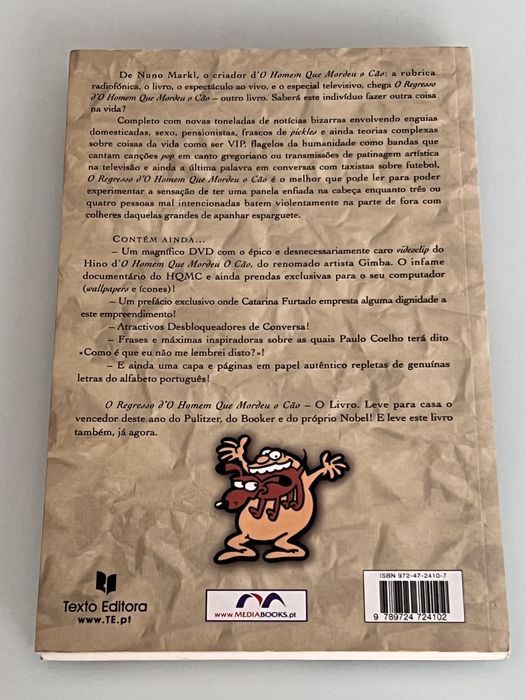 De Nuno Markl, o criador d'O Homem Que Mordeu o Cão: a rubrica
radiofónica, o livro, o espectáculo ao vivo, e o especial televisivo, chega O Regresso
d'O Homem Que Mordeu o Cão – outro livro. Saberá este indivíduo fazer outra coisa
na vida?
Completo com novas toneladas de notícias bizarras envolvendo enguias
domesticadas, sexo, pensionistas, frascos de pickles e ainda teorias complexas
sobre coisas da vida como ser VIP, flagelos da humanidade como bandas que
cantam canções pop em canto gregoriano ou transmissões de patinagem artística
na televisão e ainda a última palavra em conversas com taxistas sobre futebol.
O Regresso d'O Homem Que Mordeu o Cão é o melhor que pode ler para poder
experimentar a sensação de ter uma panela enfiada na cabeça enquanto três ou
quatro pessoas mal intencionadas batem violentamente na parte de fora com
colheres daquelas grandes de apanhar esparguete.
CONTÉM AINDA...
– Um magnífico DVD com o épico e desnecessariamente caro videoclip do
Hino d'O Homem Que Mordeu O Cão, do renomado artista Gimba. O infame
documentário do HQMC e ainda prendas exclusivas para o seu computador
(wallpapers e ícones)!
– Um prefácio exclusivo onde Catarina Furtado empresta alguma dignidade a
este empreendimento!
– Atractivos Desbloqueadores de Conversa!
– Frases e máximas inspiradoras sobre as quais Paulo Coelho terá dito
«Como é que eu não me lembrei disto?»!
– E ainda uma capa e páginas em papel autêntico repletas de genuínas
letras do alfabeto português!
O Regresso d'O Homem Que Mordeu o Cão – O Livro. Leve para casa o
vencedor deste ano do Pulitzer, do Booker e do próprio Nobel! E leve este livro
também, já agora.
Texto Editora
www.TE.pt
www.MEDIABOOKS.pt
ISBN 972-47-2410-7
9 789724 724102